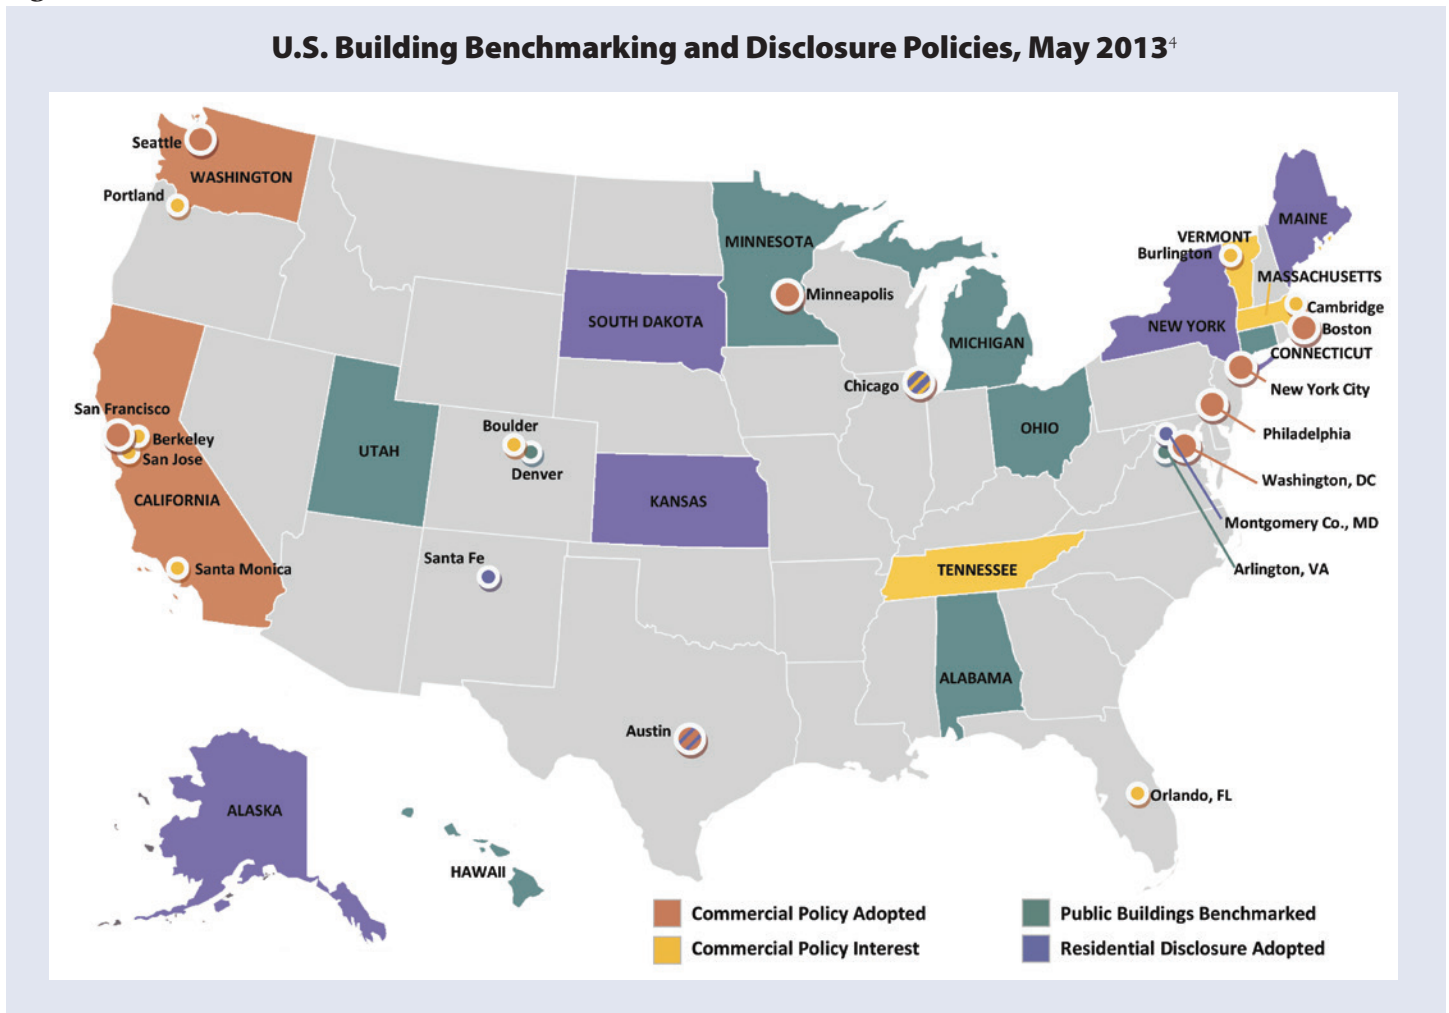 U.S. Building Benchmarking and Disclosure Policies, May 2013⁴
Seattle
WASHINGTON
Portland
MINNESOTA
Minneapolis
SOUTH DAKOTA
MICHIGAN
Chicago
MAINE
VERMONT
Burlington
MASSACHUSETTS
Cambridge
Boston
NEW YORK
CONNECTICUT
New York City
Philadelphia
Washington, DC
Montgomery Co., MD
Arlington, VA
San Francisco
Berkeley
San Jose
CALIFORNIA
Santa Monica
UTAH
Boulder
Denver
KANSAS
OHIO
Santa Fe
TENNESSEE
ALABAMA
Austin
Orlando, FL
ALASKA
HAWAII
Commercial Policy Adopted
Commercial Policy Interest
Public Buildings Benchmarked
Residential Disclosure Adopted